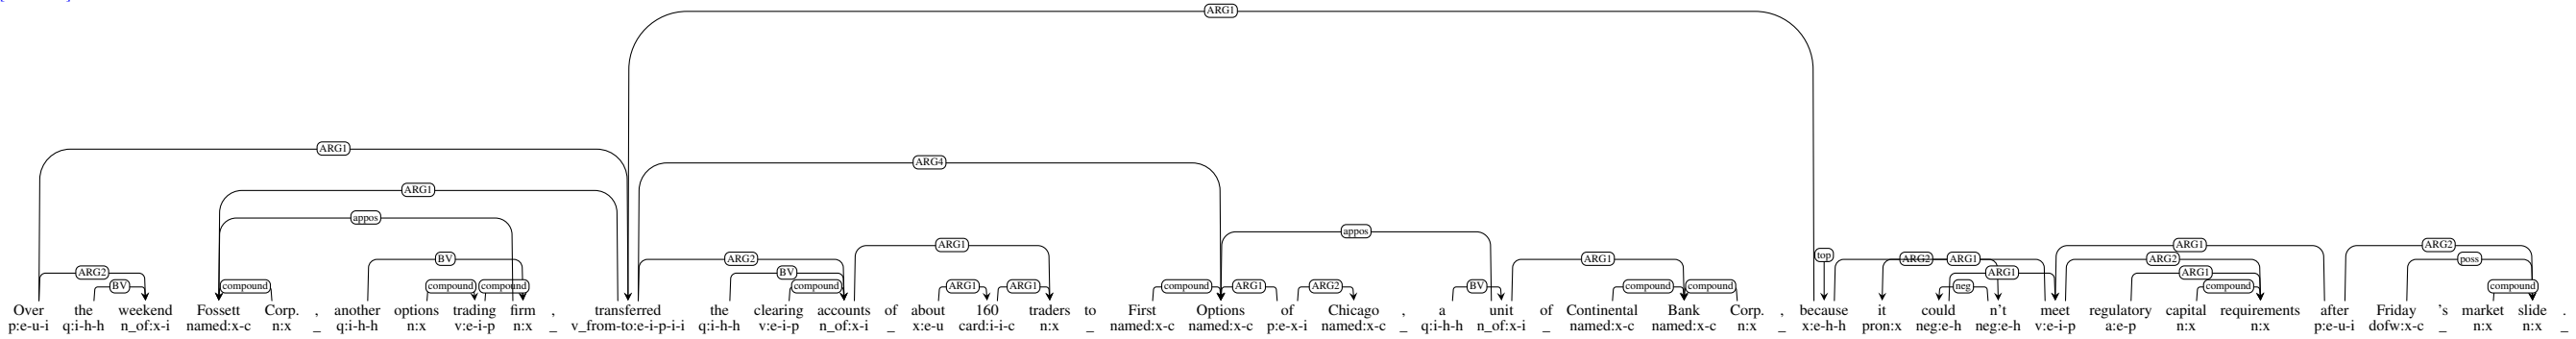 ARG1
ARG1
ARG4
ARG1
appos
appos
ARG1 ARG1 ARG2
top
BV ARG2 ARG1 ARG2 ARG1 ARG2 poss
ARG2 BV ARG1 ARG1
BV compound compound compound compound ARG1 ARG1 compound ARG1 ARG2 BV compound compound neg compound compound
Over the weekend Fossett Corp. , another options trading firm , transferred the clearing accounts of about 160 traders to First Options of Chicago , a unit of Continental Bank Corp. , because it could n't meet regulatory capital requirements after Friday 's market slide .
p:e-u-i q:i-h-h n_of:x-i named:x-c n:x _ q:i-h-h n:x v:e-i-p n:x _ v_from-to:e-i-p-i-i q:i-h-h v:e-i-p n_of:x-i _ x:e-u card:i-i-c n:x _ named:x-c named:x-c p:e-x-i named:x-c _ q:i-h-h n_of:x-i _ named:x-c named:x-c n:x _ x:e-h-h pron:x neg:e-h neg:e-h v:e-i-p a:e-p n:x n:x p:e-u-i dofw:x-c _ n:x n:x _